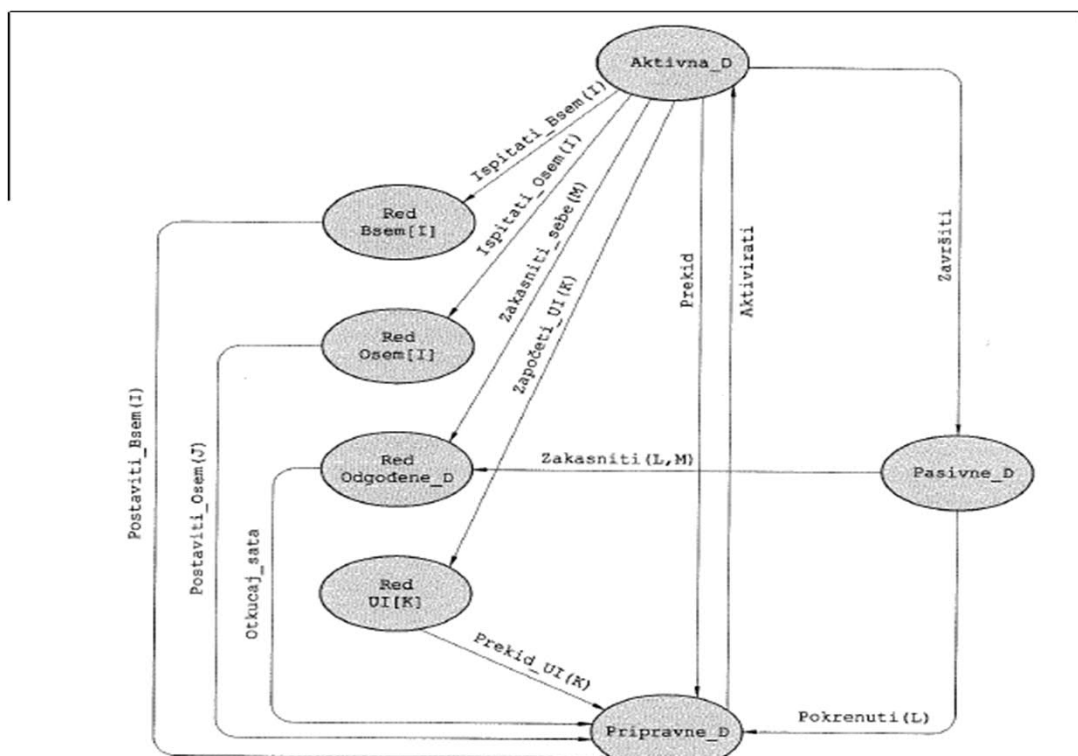 Aktivna_D
Ispitati_Bsem(I)
Ispitati_Osem(I)
Zakasniti_sebe(M)
Započeti_UI(K)
Prekid
Aktivirati
Završiti
Red
Bsem[I]
Red
Osem[I]
Postaviti_Bsem(I)
Postaviti_Osem(J)
Otkucaj_sata
Red
Odgođene_D
Zakasniti(L,M)
Pasivne_D
Red
UI[K]
Prekid_UI(K)
Pokrenuti(L)
Pripravne_D